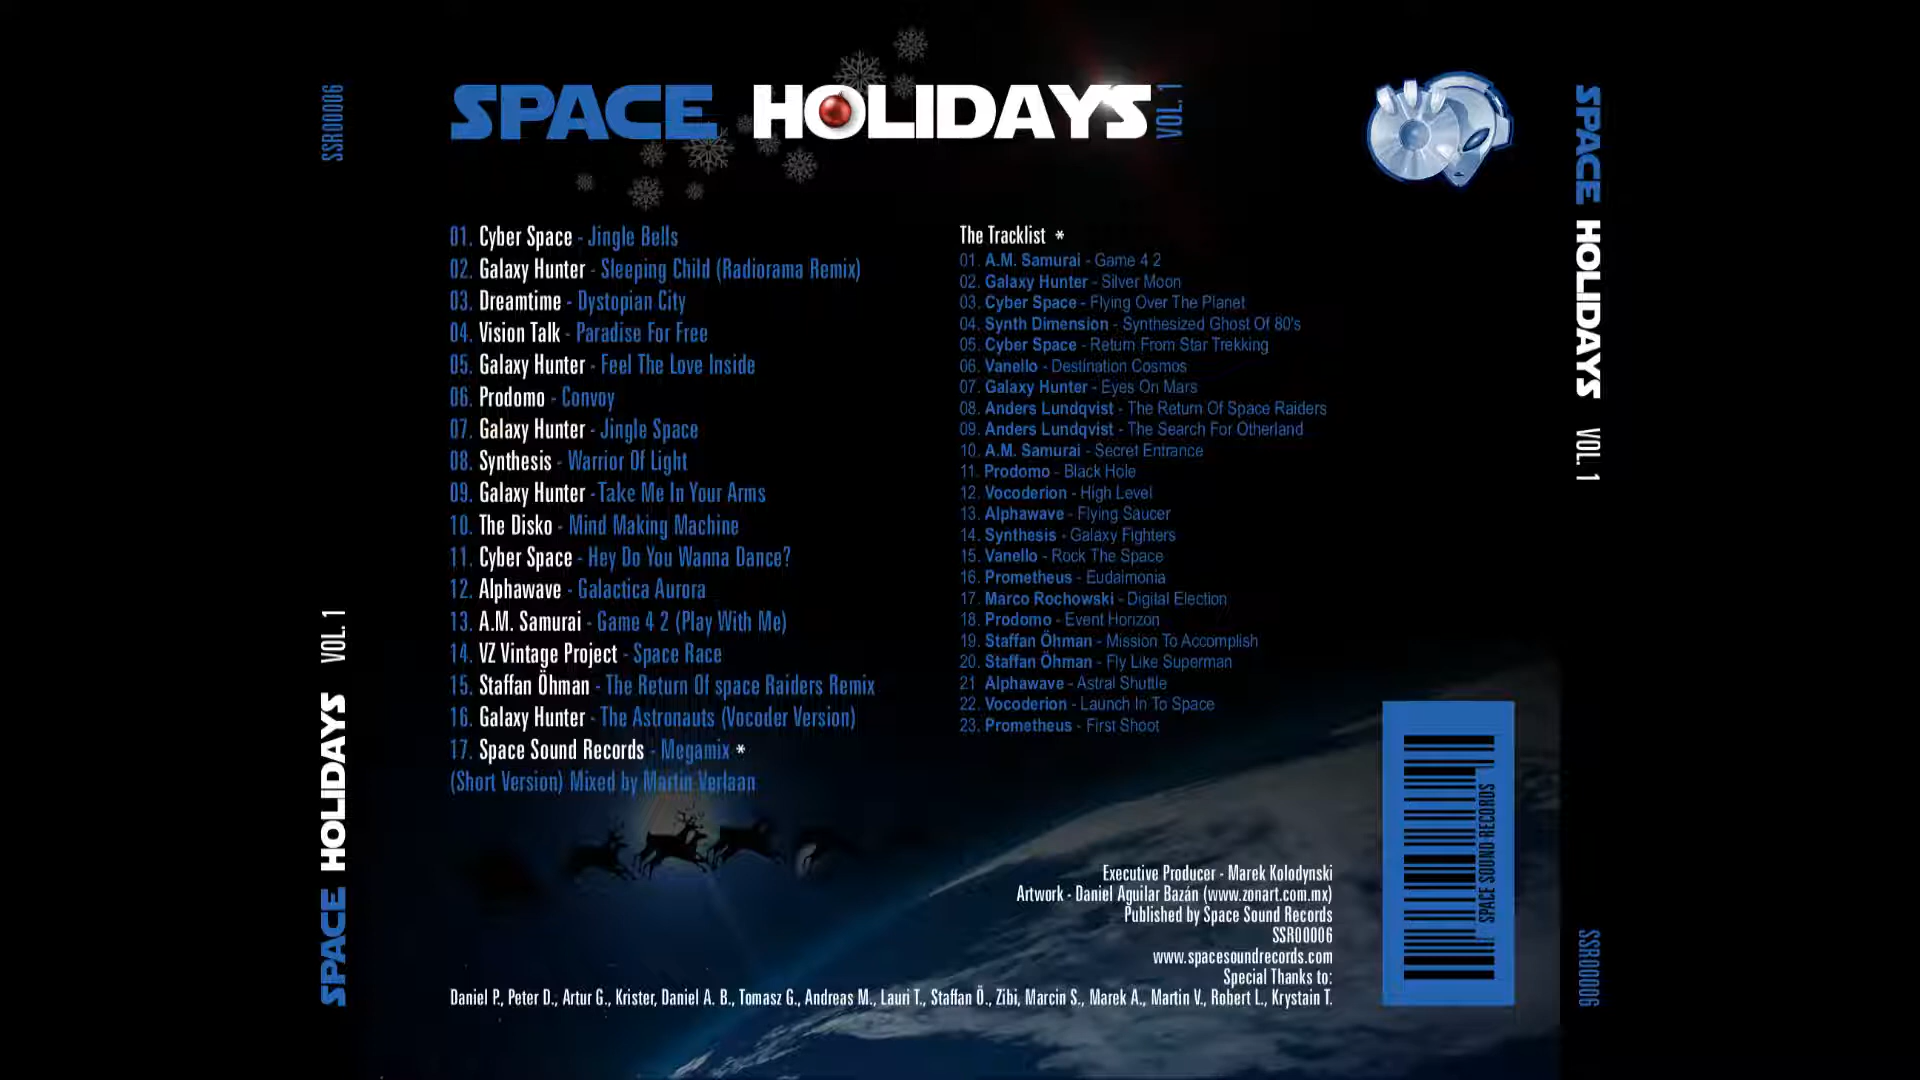 SSR00006
SPACE HOLIDAYS VOL. 1
SPACE HOLIDAYS VOL. 1
01. Cyber Space - Jingle Bells
02. Galaxy Hunter - Sleeping Child (Radiorama Remix)
03. Dreamtime - Dystopian City
04. Vision Talk - Paradise For Free
05. Galaxy Hunter - Feel The Love Inside
06. Prodomo - Convoy
07. Galaxy Hunter - Jingle Space
08. Synthesis - Warrior Of Light
09. Galaxy Hunter -Take Me In Your Arms
10. The Disko - Mind Making Machine
11. Cyber Space - Hey Do You Wanna Dance?
12. Alphawave - Galactica Aurora
13. A.M. Samurai - Game 4 2 (Play With Me)
14. VZ Vintage Project - Space Race
15. Staffan Öhman - The Return Of space Raiders Remix
16. Galaxy Hunter - The Astronauts (Vocoder Version)
17. Space Sound Records - Megamix *
(Short Version) Mixed by Martin Verlaan
The Tracklist *
01. A.M. Samurai - Game 4 2
02. Galaxy Hunter - Silver Moon
03. Cyber Space - Flying Over The Planet
04. Synth Dimension - Synthesized Ghost Of 80's
05. Cyber Space - Return From Star Trekking
06. Vanello - Destination Cosmos
07. Galaxy Hunter - Eyes On Mars
08. Anders Lundqvist - The Return Of Space Raiders
09. Anders Lundqvist - The Search For Otherland
10. A.M. Samurai - Secret Entrance
11. Prodomo - Black Hole
12. Vocoderion - High Level
13. Alphawave - Flying Saucer
14. Synthesis - Galaxy Fighters
15. Vanello - Rock The Space
16. Prometheus - Eudaimonia
17. Marco Rochowski - Digital Election
18. Prodomo - Event Horizon
19. Staffan Öhman - Mission To Accomplish
20. Staffan Öhman - Fly Like Superman
21 Alphawave - Astral Shuttle
22. Vocoderion - Launch In To Space
23. Prometheus - First Shoot
Executive Producer - Marek Kolodynski
Artwork - Daniel Aguilar Bazán (www.zonart.com.mx)
Published by Space Sound Records
SSR00006
www.spacesoundrecords.com
Special Thanks to:
Daniel P., Peter D., Artur G., Krister, Daniel A. B., Tomasz G., Andreas M., Lauri T., Staffan Ö., Zibi, Marcin S., Marek A., Martin V., Robert L., Krystain T.
SPACE SOUND RECORDS
SPACE HOLIDAYS VOL. 1
SSR00006